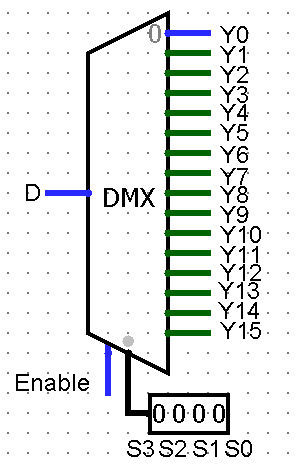 0
Y0
Y1
Y2
Y3
Y4
Y5
Y6
Y7
D
DMX
Y8
Y9
Y10
Y11
Y12
Y13
Y14
Y15
Enable
0 0 0 0
S3 S2 S1 S0